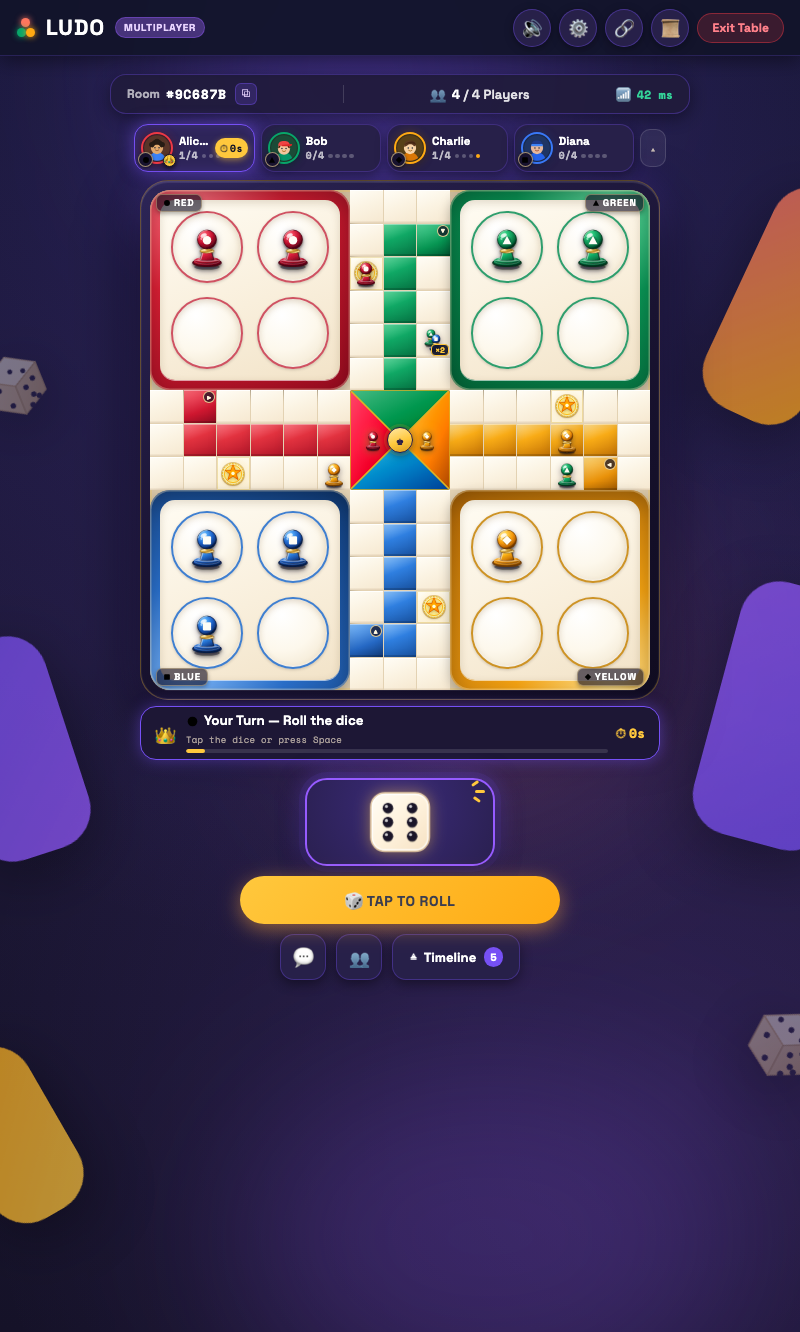 LUDO MULTIPLAYER Exit Table
Room #9C687B 4 / 4 Players 42 ms
Alic... 1/4 0s
Bob 0/4
Charlie 1/4
Diana 0/4
RED
GREEN
×2
BLUE
YELLOW
Your Turn — Roll the dice
Tap the dice or press Space
0s
TAP TO ROLL
Timeline 5